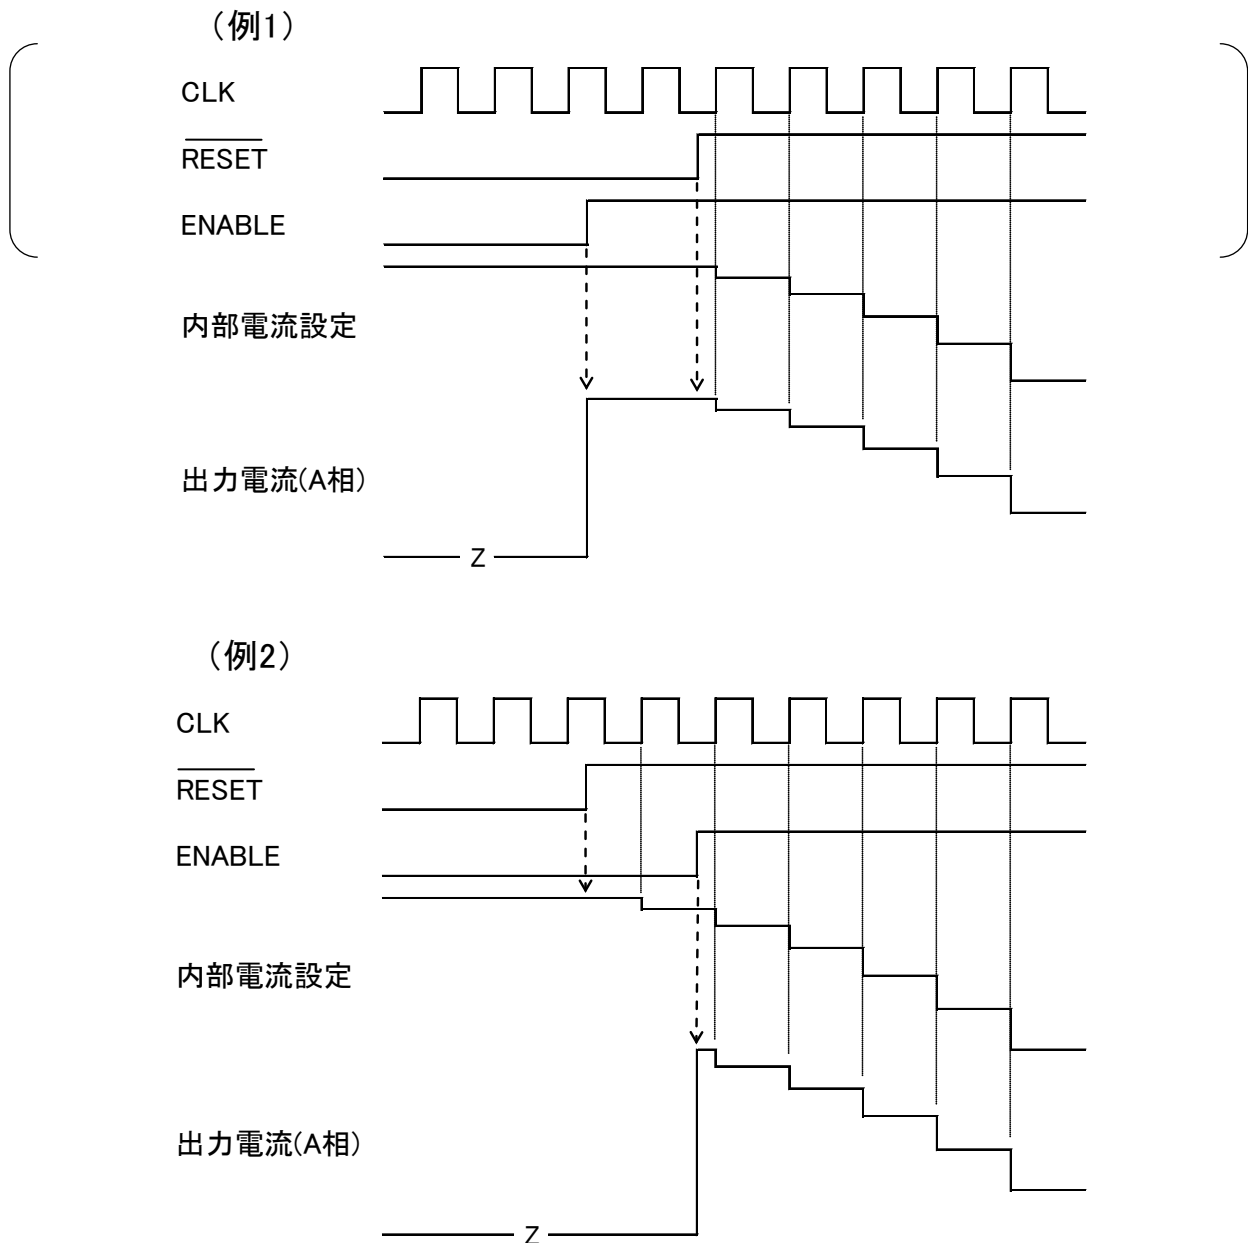 （例1）
CLK
RESET
ENABLE
内部電流設定
出力電流(A相)
Z
（例2）
CLK
RESET
ENABLE
内部電流設定
出力電流(A相)
Z